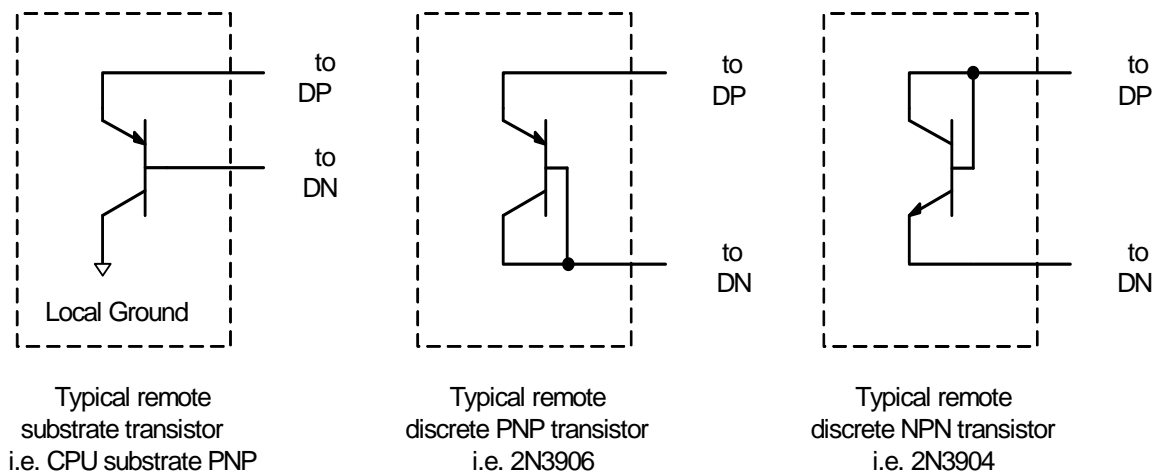 to
DP
to
DN
Local Ground
Typical remote
substrate transistor
i.e. CPU substrate PNP
to
DP
to
DN
Typical remote
discrete PNP transistor
i.e. 2N3906
to
DP
to
DN
Typical remote
discrete NPN transistor
i.e. 2N3904